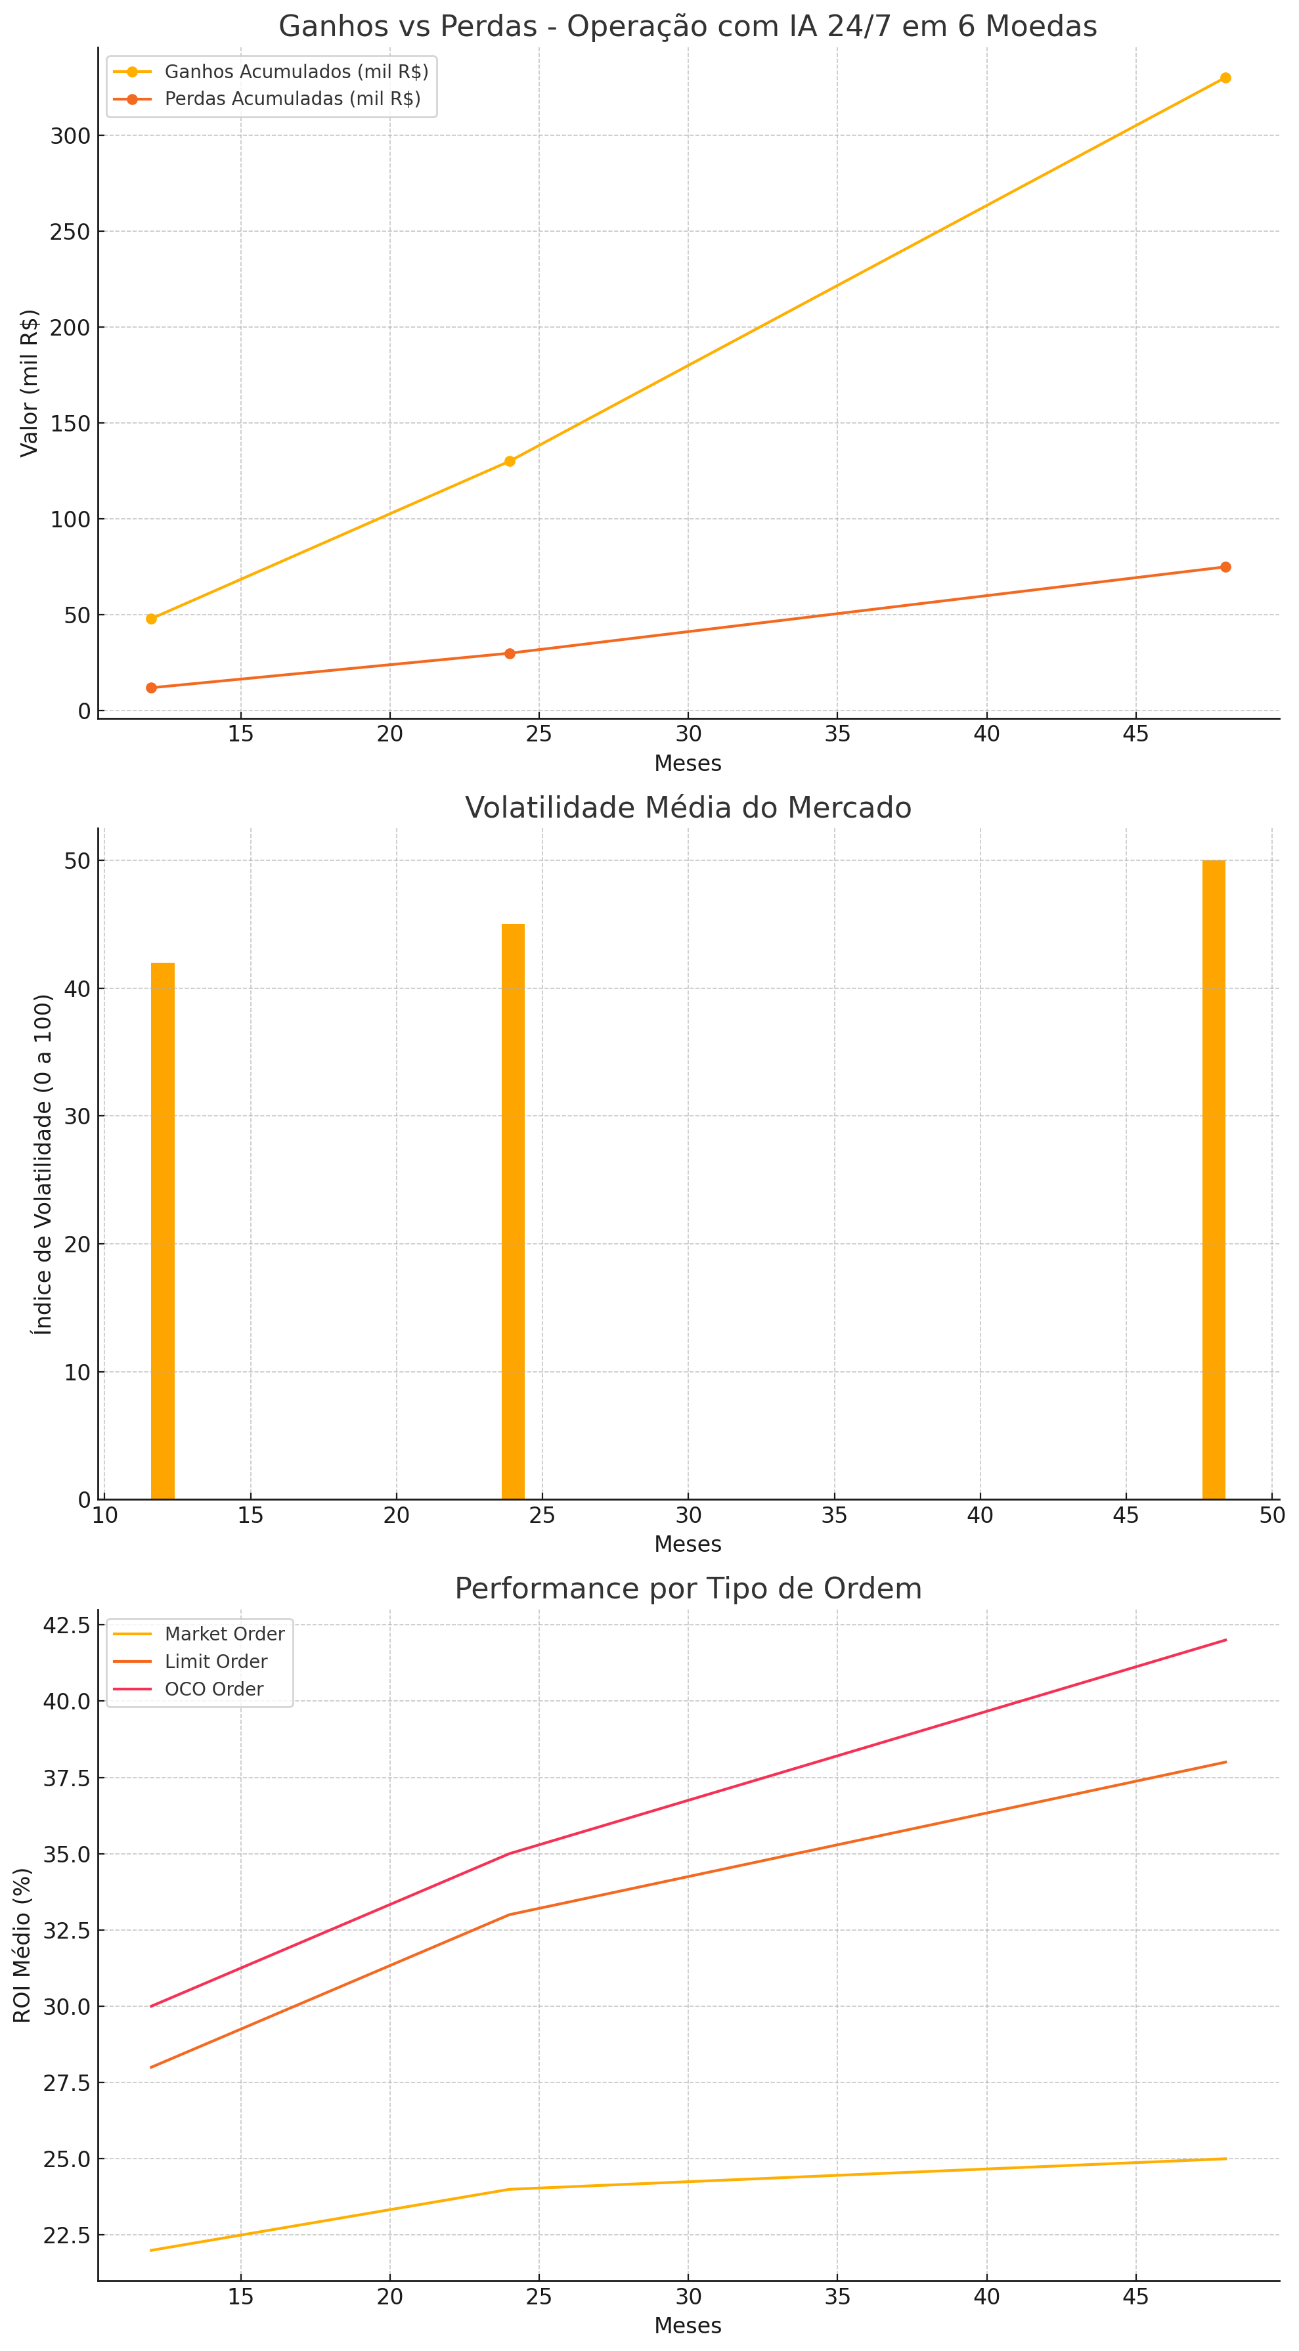 Ganhos vs Perdas - Operação com IA 24/7 em 6 Moedas
Ganhos Acumulados (mil R$)
Perdas Acumuladas (mil R$)
Valor (mil R$)
300
250
200
150
100
50
0
15 20 25 30 35 40 45
Meses
Volatilidade Média do Mercado
Índice de Volatilidade (0 a 100)
50
40
30
20
10
0
10 15 20 25 30 35 40 45 50
Meses
Performance por Tipo de Ordem
Market Order
Limit Order
OCO Order
ROI Médio (%)
42.5
40.0
37.5
35.0
32.5
30.0
27.5
25.0
22.5
15 20 25 30 35 40 45
Meses